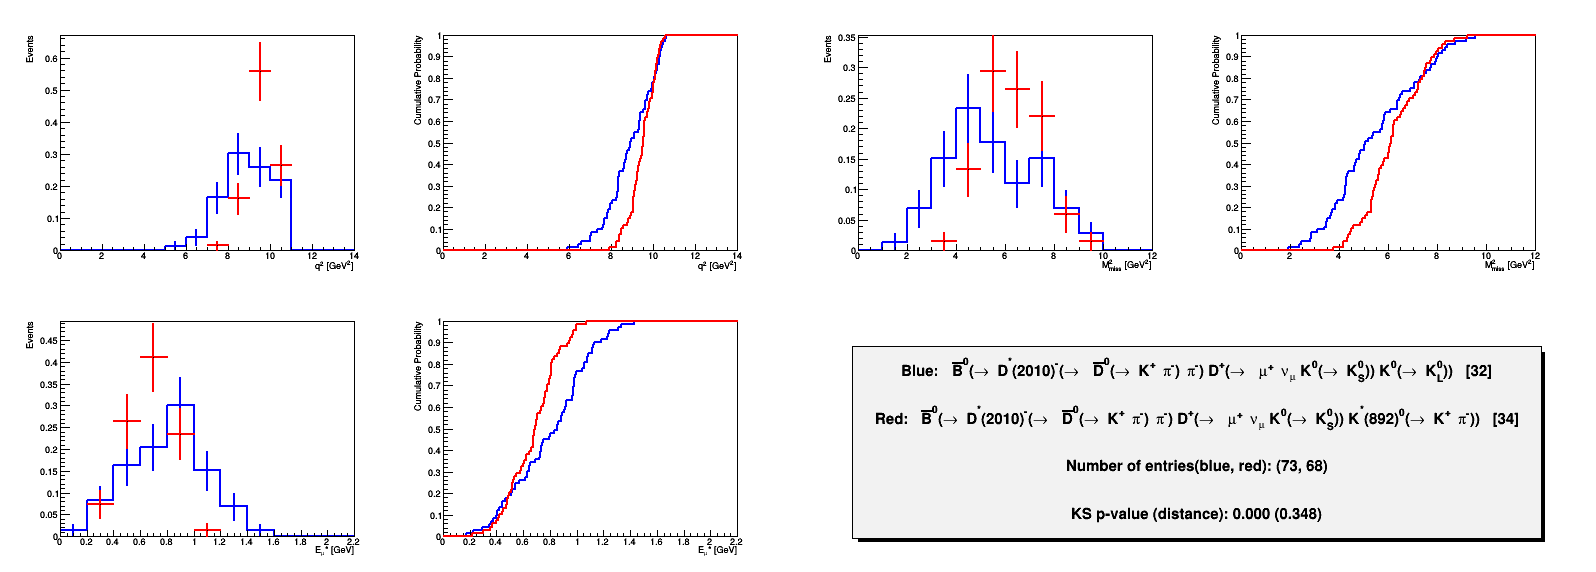 Events
0.6
0.5
0.4
0.3
0.2
0.1
0
0 2 4 6 8 10 12 14
q² [GeV²]
Cumulative Probability
1
0.9
0.8
0.7
0.6
0.5
0.4
0.3
0.2
0.1
0
0 2 4 6 8 10 12 14
q² [GeV²]
Events
0.35
0.3
0.25
0.2
0.15
0.1
0.05
0
0 2 4 6 8 10 12
M²miss [GeV²]
Cumulative Probability
1
0.9
0.8
0.7
0.6
0.5
0.4
0.3
0.2
0.1
0
0 2 4 6 8 10 12
M²miss [GeV²]
Events
0.45
0.4
0.35
0.3
0.25
0.2
0.15
0.1
0.05
0
0 0.2 0.4 0.6 0.8 1 1.2 1.4 1.6 1.8 2 2.2
Eμ* [GeV]
Cumulative Probability
1
0.9
0.8
0.7
0.6
0.5
0.4
0.3
0.2
0.1
0
0 0.2 0.4 0.6 0.8 1 1.2 1.4 1.6 1.8 2 2.2
Eμ* [GeV]
Blue: B̅⁰(→ D*(2010)⁻(→ D̅⁰(→ K⁺ π⁻) π⁻) D⁺(→ μ⁺ νμ K⁰(→ K⁰S)) K⁰(→ K⁰L)) [32]
Red: B̅⁰(→ D*(2010)⁻(→ D̅⁰(→ K⁺ π⁻) π⁻) D⁺(→ μ⁺ νμ K⁰(→ K⁰S)) K*(892)⁰(→ K⁺ π⁻)) [34]
Number of entries(blue, red): (73, 68)
KS p-value (distance): 0.000 (0.348)